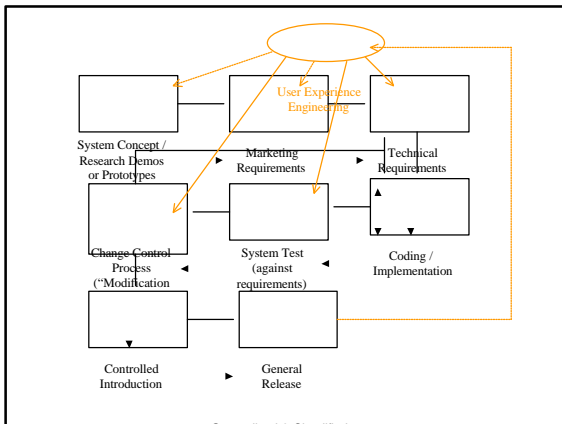 User Experience
Engineering
System Concept /
Research Demos
or Prototypes
Marketing
Requirements
Technical
Requirements
Change Control
Process
("Modification
System Test
(against
requirements)
Coding /
Implementation
Controlled
Introduction
General
Release